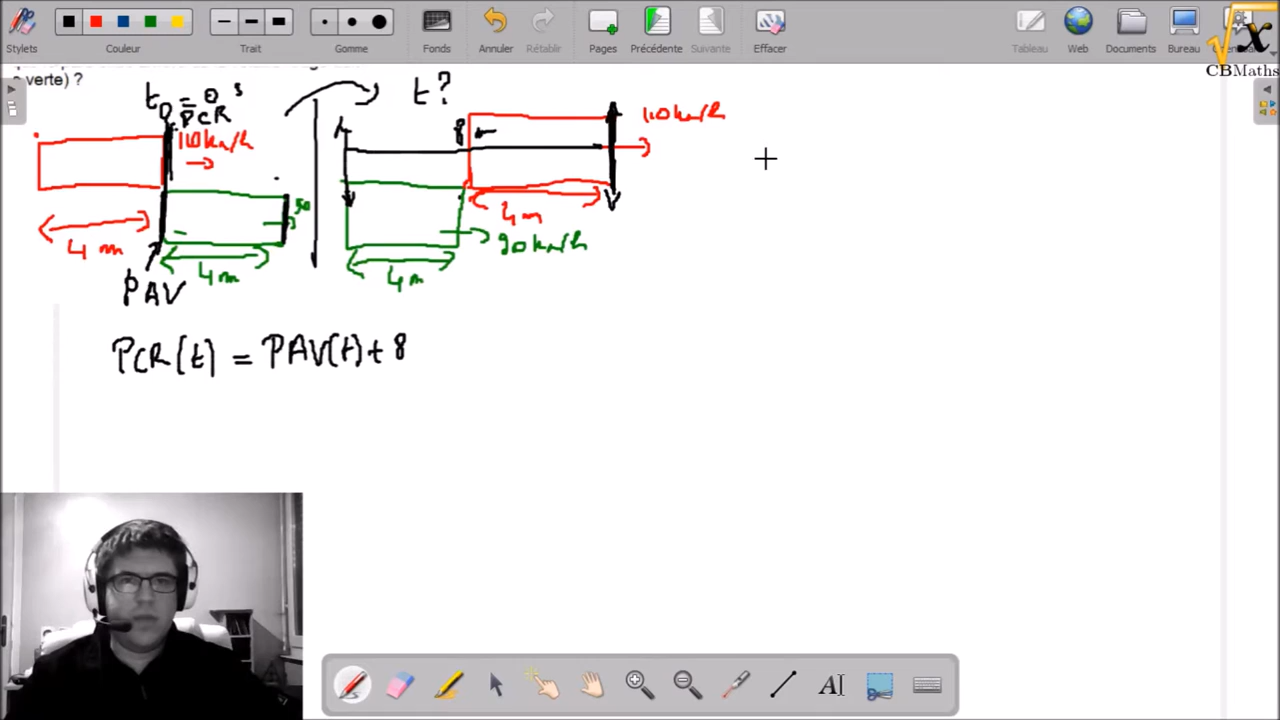 Stylets
Couleur
Trait
Gomme
Fonds
Annuler
Rétablir
Pages
Précédente
Suivante
Effacer
Tableau
Web
Documents
Bureau
CBMaths
verte) ?
t₀ = 0 s
PCR
110 km/h
4 m
PAV
4 m
t?
8 m
110 km/h
4 m
90 km/h
4 m
PCR(t) = PAV(t) + 8